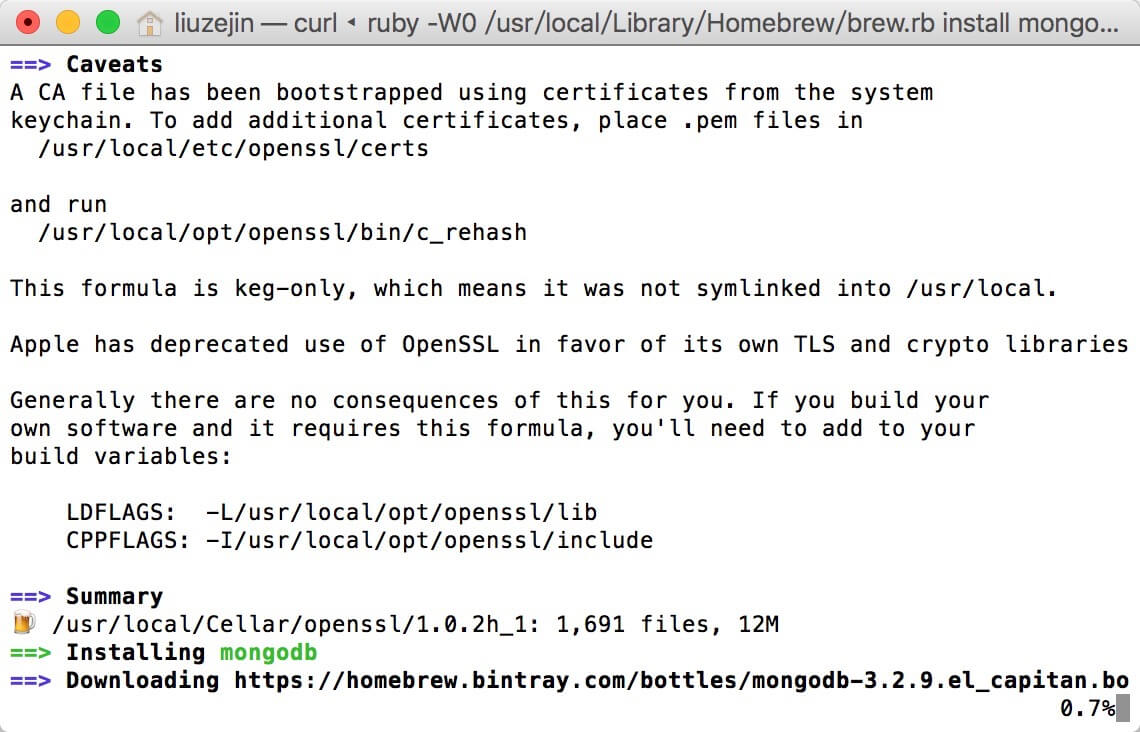 liuzejin — curl ◂ ruby -W0 /usr/local/Library/Homebrew/brew.rb install mongo...
==> Caveats
A CA file has been bootstrapped using certificates from the system
keychain. To add additional certificates, place .pem files in
  /usr/local/etc/openssl/certs

and run
  /usr/local/opt/openssl/bin/c_rehash

This formula is keg-only, which means it was not symlinked into /usr/local.

Apple has deprecated use of OpenSSL in favor of its own TLS and crypto libraries

Generally there are no consequences of this for you. If you build your
own software and it requires this formula, you'll need to add to your
build variables:

    LDFLAGS:  -L/usr/local/opt/openssl/lib
    CPPFLAGS: -I/usr/local/opt/openssl/include

==> Summary
🍺 /usr/local/Cellar/openssl/1.0.2h_1: 1,691 files, 12M
==> Installing mongodb
==> Downloading https://homebrew.bintray.com/bottles/mongodb-3.2.9.el_capitan.bo
0.7%